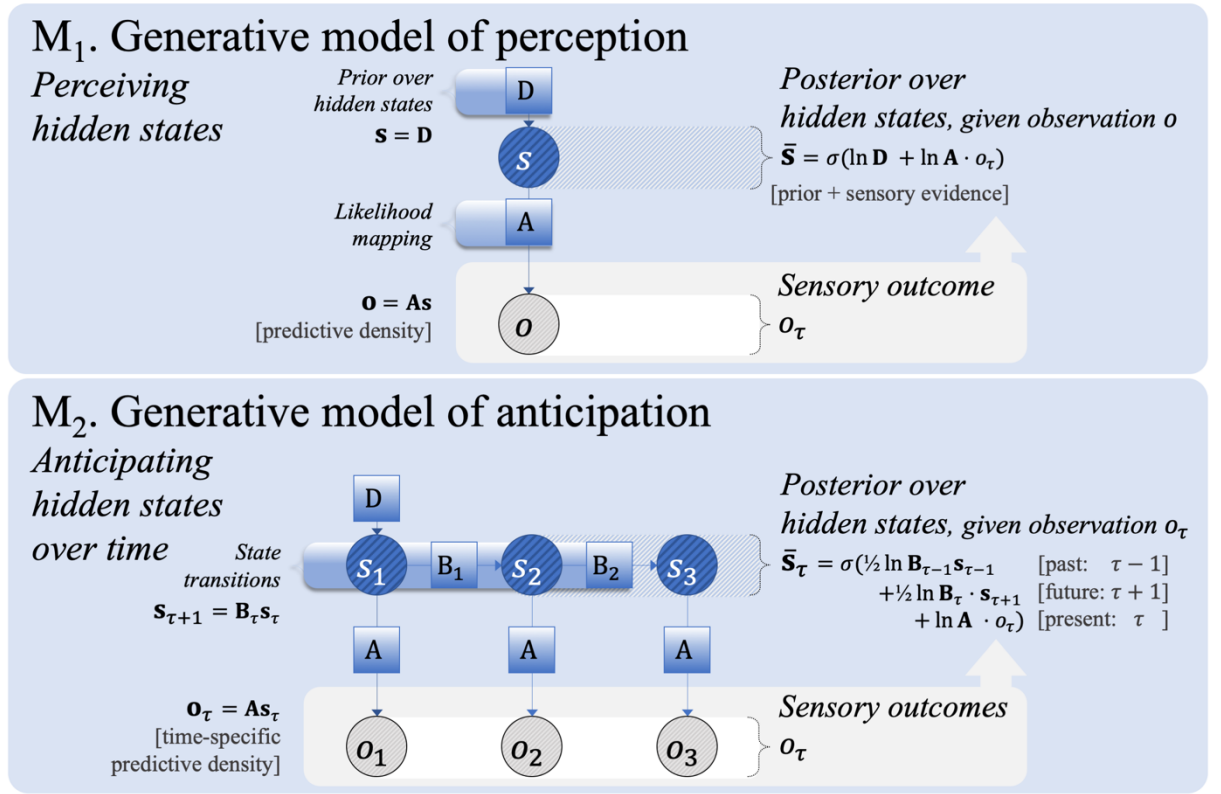 M₁. Generative model of perception
Perceiving
hidden states
Prior over
hidden states
s = D
D
s
Likelihood
mapping
A
o = As
[predictive density]
o
Posterior over
hidden states, given observation o
s̄ = σ(ln D + ln A · oτ)
[prior + sensory evidence]
Sensory outcome
oτ
M₂. Generative model of anticipation
Anticipating
hidden states
over time
State
transitions
sτ+1 = Bτsτ
D
s₁ B₁ s₂ B₂ s₃
A A A
oτ = Asτ
[time-specific
predictive density]
o₁ o₂ o₃
Posterior over
hidden states, given observation oτ
s̄τ = σ(½ ln Bτ−1sτ−1 [past: τ − 1]
+½ ln Bτ · sτ+1 [future: τ + 1]
+ ln A · oτ) [present: τ ]
Sensory outcomes
oτ